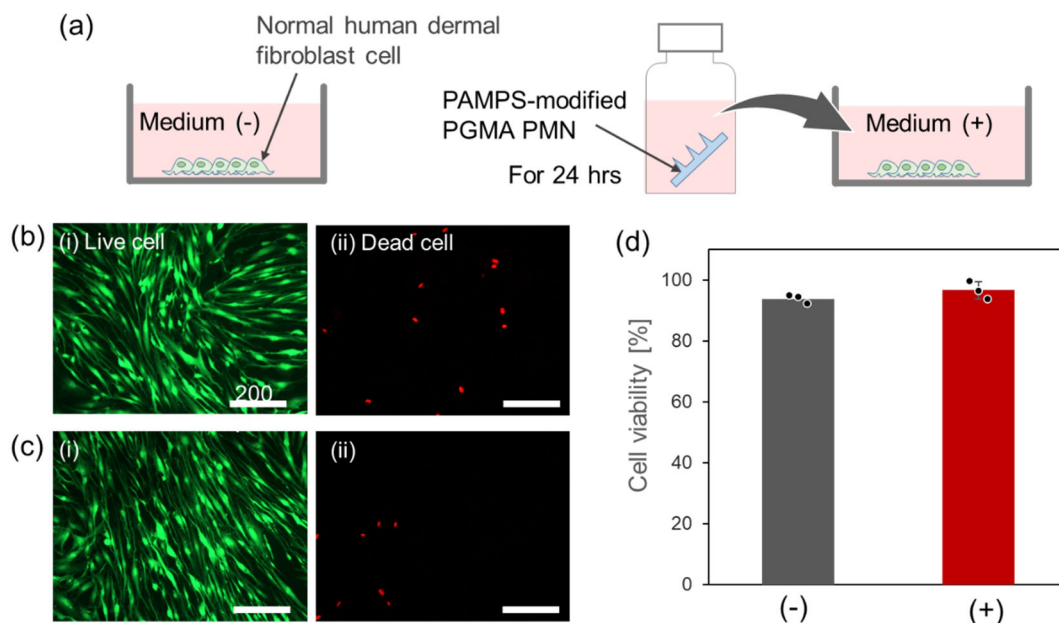 (a)
Normal human dermal
fibroblast cell
Medium (-)
PAMPS-modified
PGMA PMN
For 24 hrs
Medium (+)
(b)
(i) Live cell
200
(ii) Dead cell
(c)
(i)
(ii)
(d)
Cell viability [%]
100
80
60
40
20
0
(-)
(+)